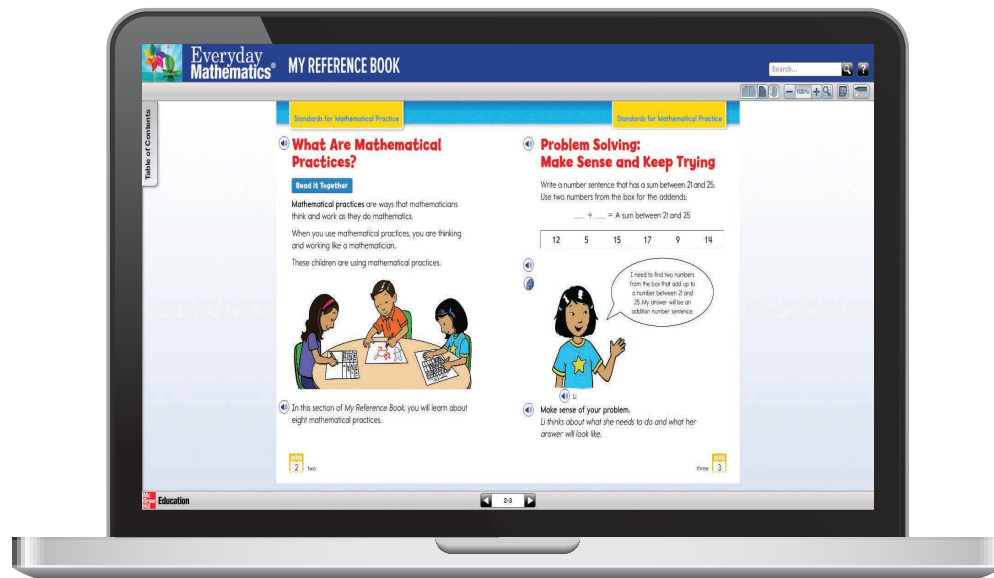 Everyday
Mathematics®
MY REFERENCE BOOK
Search...
?
100%
Table of Contents
Standards for Mathematical Practice
What Are Mathematical
Practices?
Read It Together
Mathematical practices are ways that mathematicians
think and work as they do mathematics.
When you use mathematical practices, you are thinking
and working like a mathematician.
These children are using mathematical practices.
In this section of My Reference Book, you will learn about
eight mathematical practices.
MRB
2 two
Standards for Mathematical Practice
Problem Solving:
Make Sense and Keep Trying
Write a number sentence that has a sum between 21 and 25.
Use two numbers from the box for the addends.
___ + ___ = A sum between 21 and 25
12 5 15 17 9 14
I need to find two numbers
from the box that add up to
a number between 21 and
25. My answer will be an
addition number sentence.
Li
Make sense of your problem.
Li thinks about what she needs to do and what her
answer will look like.
three MRB
3
Mc
Graw
Hill
Education
2-3